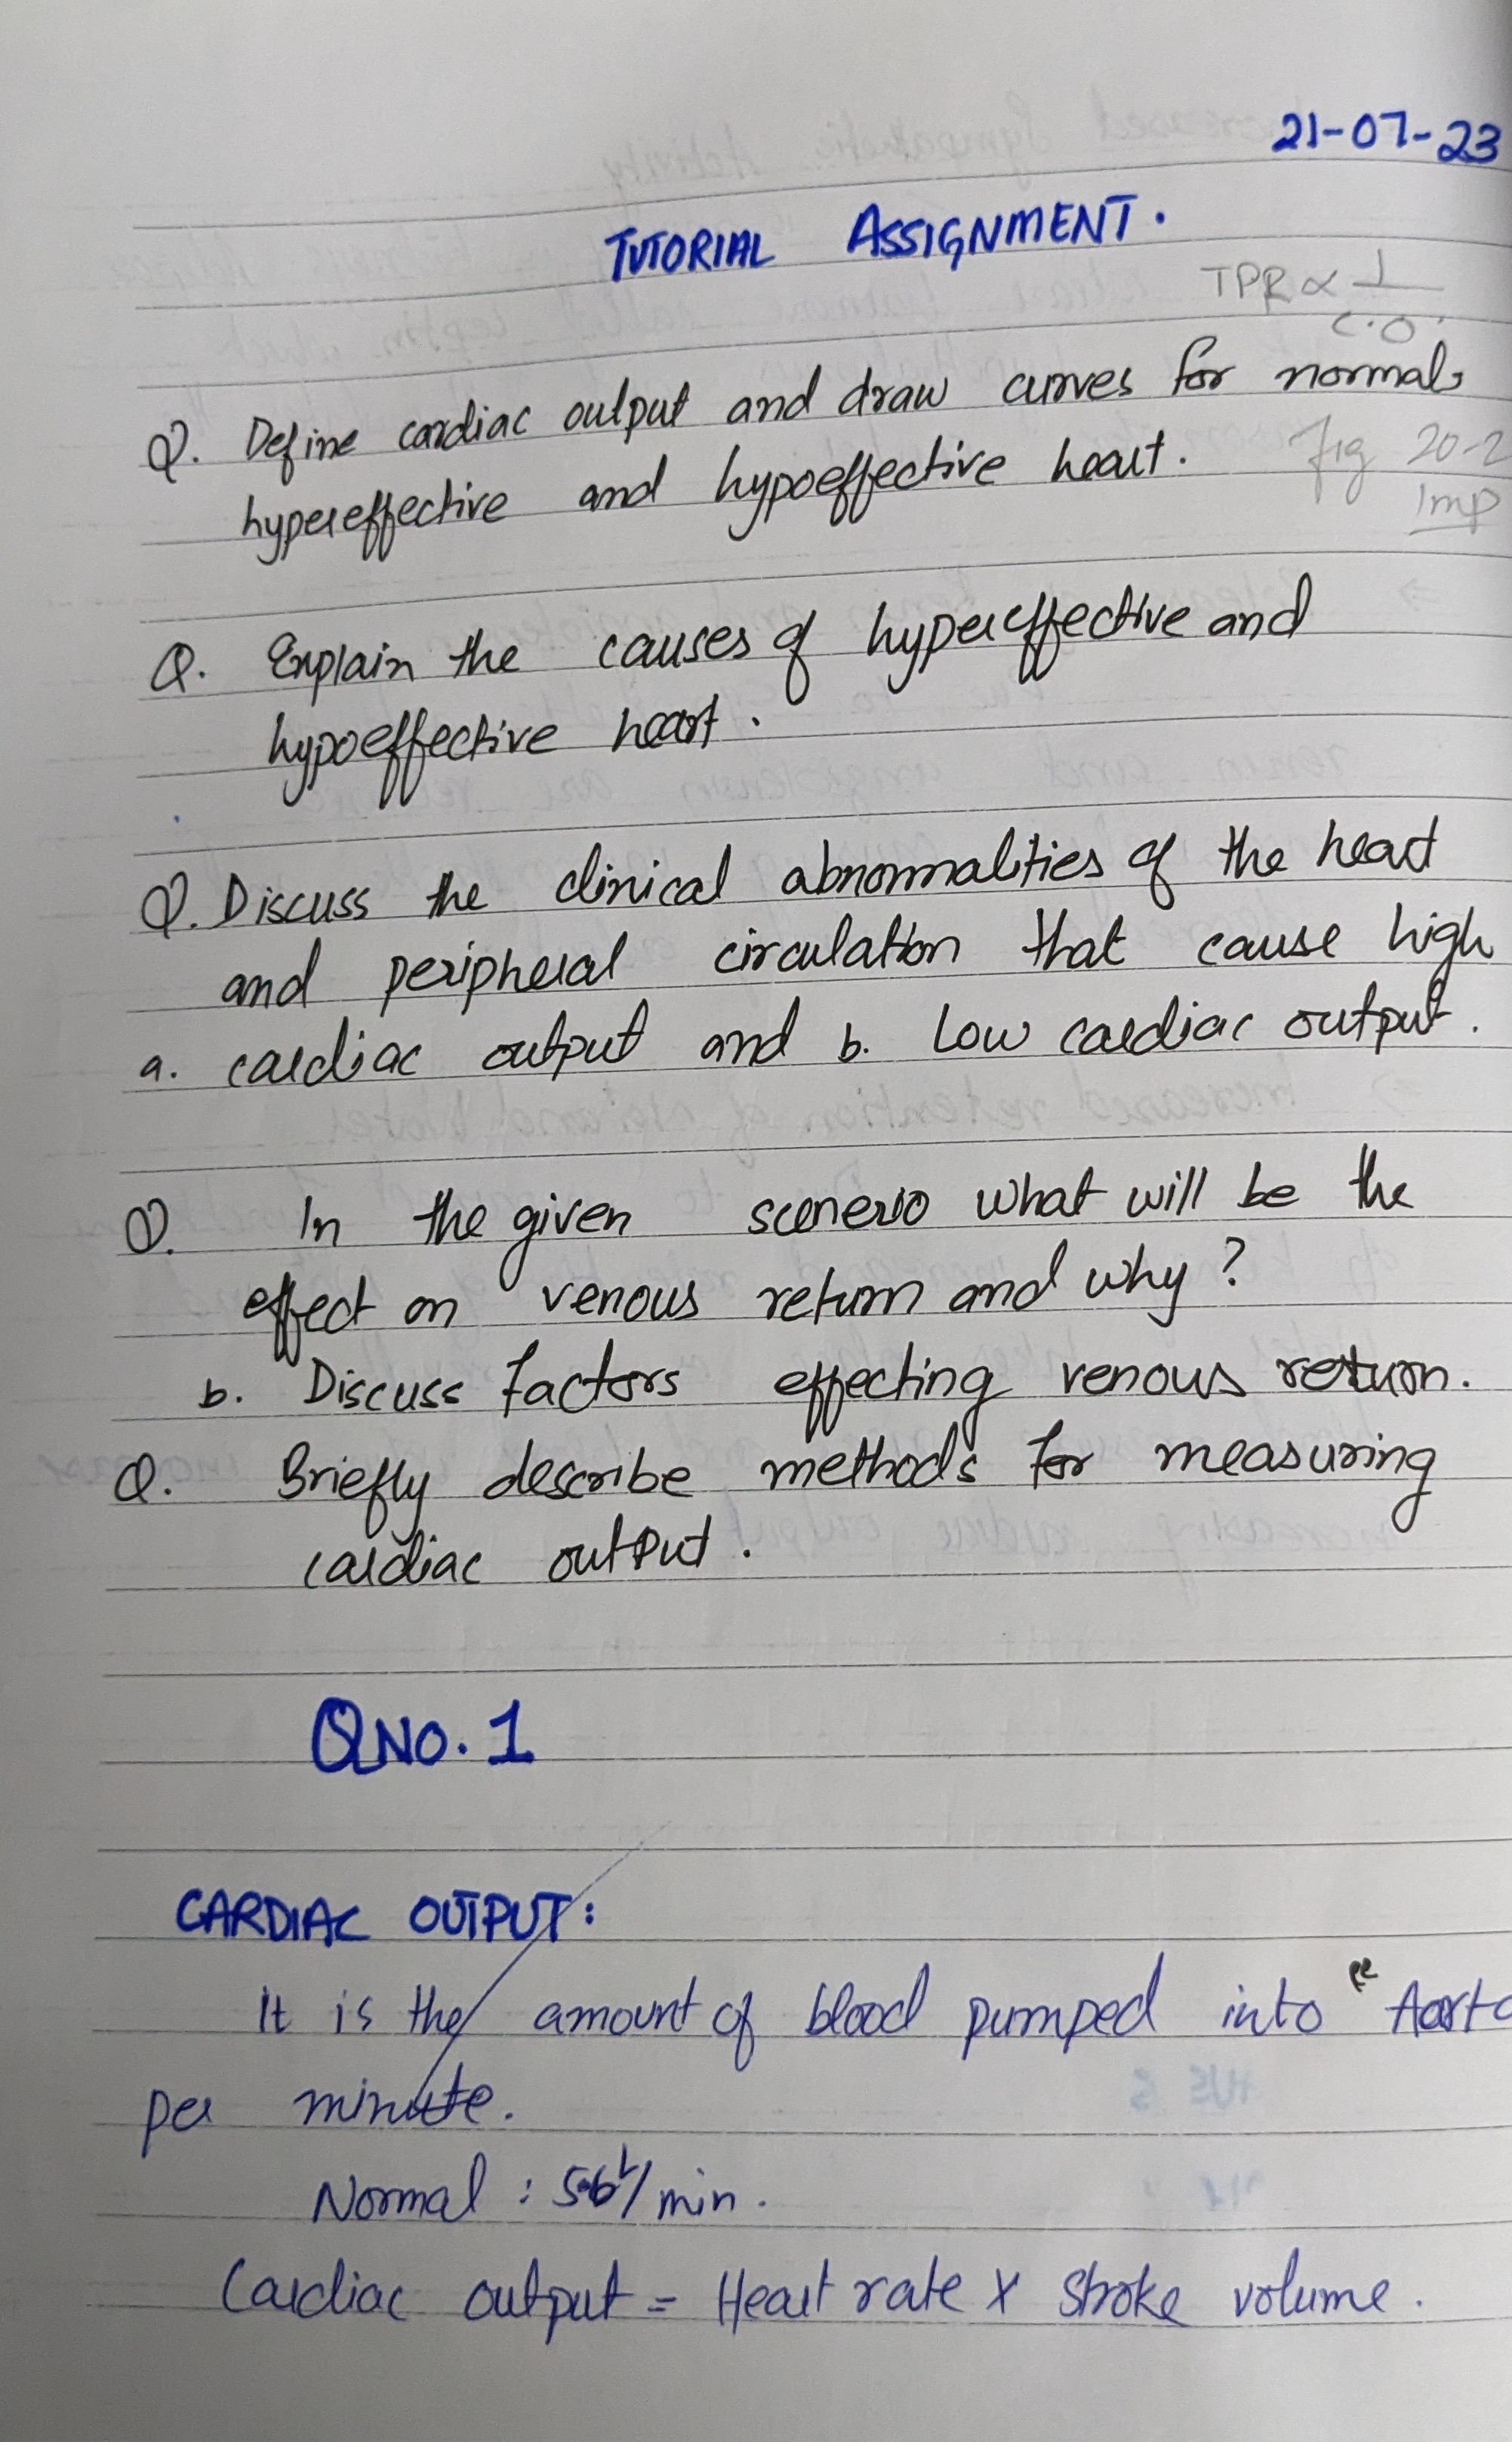 21-07-23
TUTORIAL ASSIGNMENT.
TPR ∝ 1
C.O.
Q. Define cardiac output and draw curves for normal,
hypereffective and hypoeffective heart. Fig 20-2
Imp
Q. Explain the causes of hypereffective and
hypoeffective heart.
Q. Discuss the clinical abnormalities of the heart
and peripheral circulation that cause high
a. cardiac output and b. Low cardiac output.
Q. In the given scenerio what will be the
effect on venous return and why?
b. Discuss factors effecting venous return.
Q. Briefly describe methods for measuring
cardiac output.
QNO. 1
CARDIAC OUTPUT:
It is the amount of blood pumped into Aorta
per minute.
Normal : L/min.
Cardiac output = Heart rate X Stroke volume.